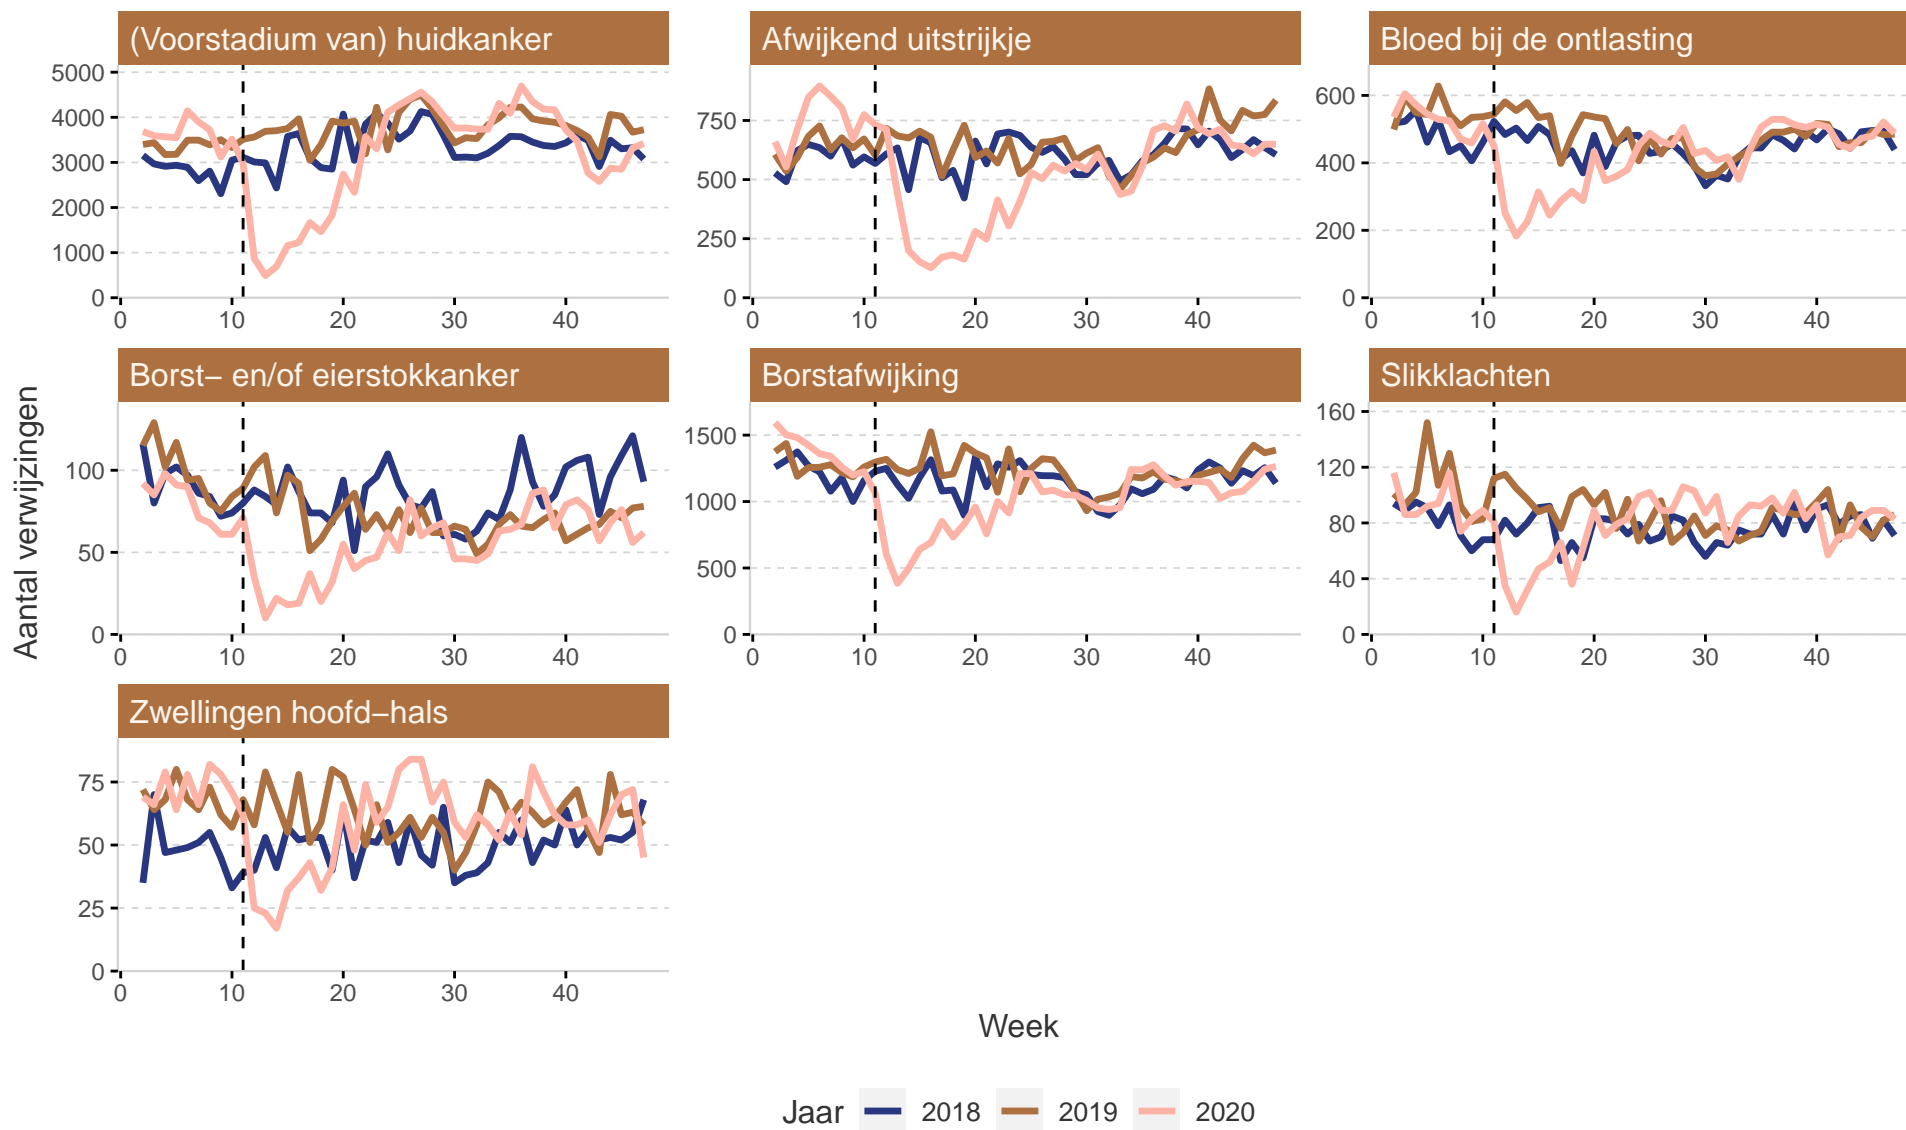 (Voorstadium van) huidkanker
Afwijkend uitstrijkje
Bloed bij de ontlasting
5000
4000
3000
2000
1000
0
0 10 20 30 40
750
500
250
0
0 10 20 30 40
600
400
200
0
0 10 20 30 40
Borst− en/of eierstokkanker
Borstafwijking
Slikklachten
100
50
0
0 10 20 30 40
1500
1000
500
0
0 10 20 30 40
160
120
80
40
0
0 10 20 30 40
Zwellingen hoofd−hals
75
50
25
0
0 10 20 30 40
Aantal verwijzingen
Week
Jaar 2018 2019 2020